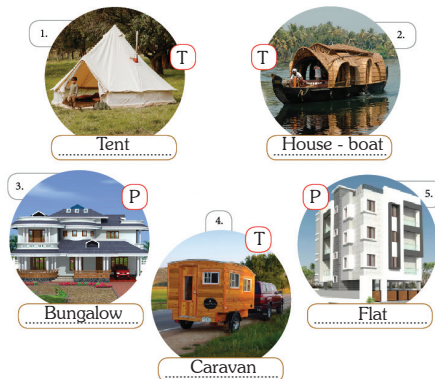 1.
T
Tent
2.
T
House - boat
3.
P
Bungalow
4.
T
Caravan
5.
P
Flat